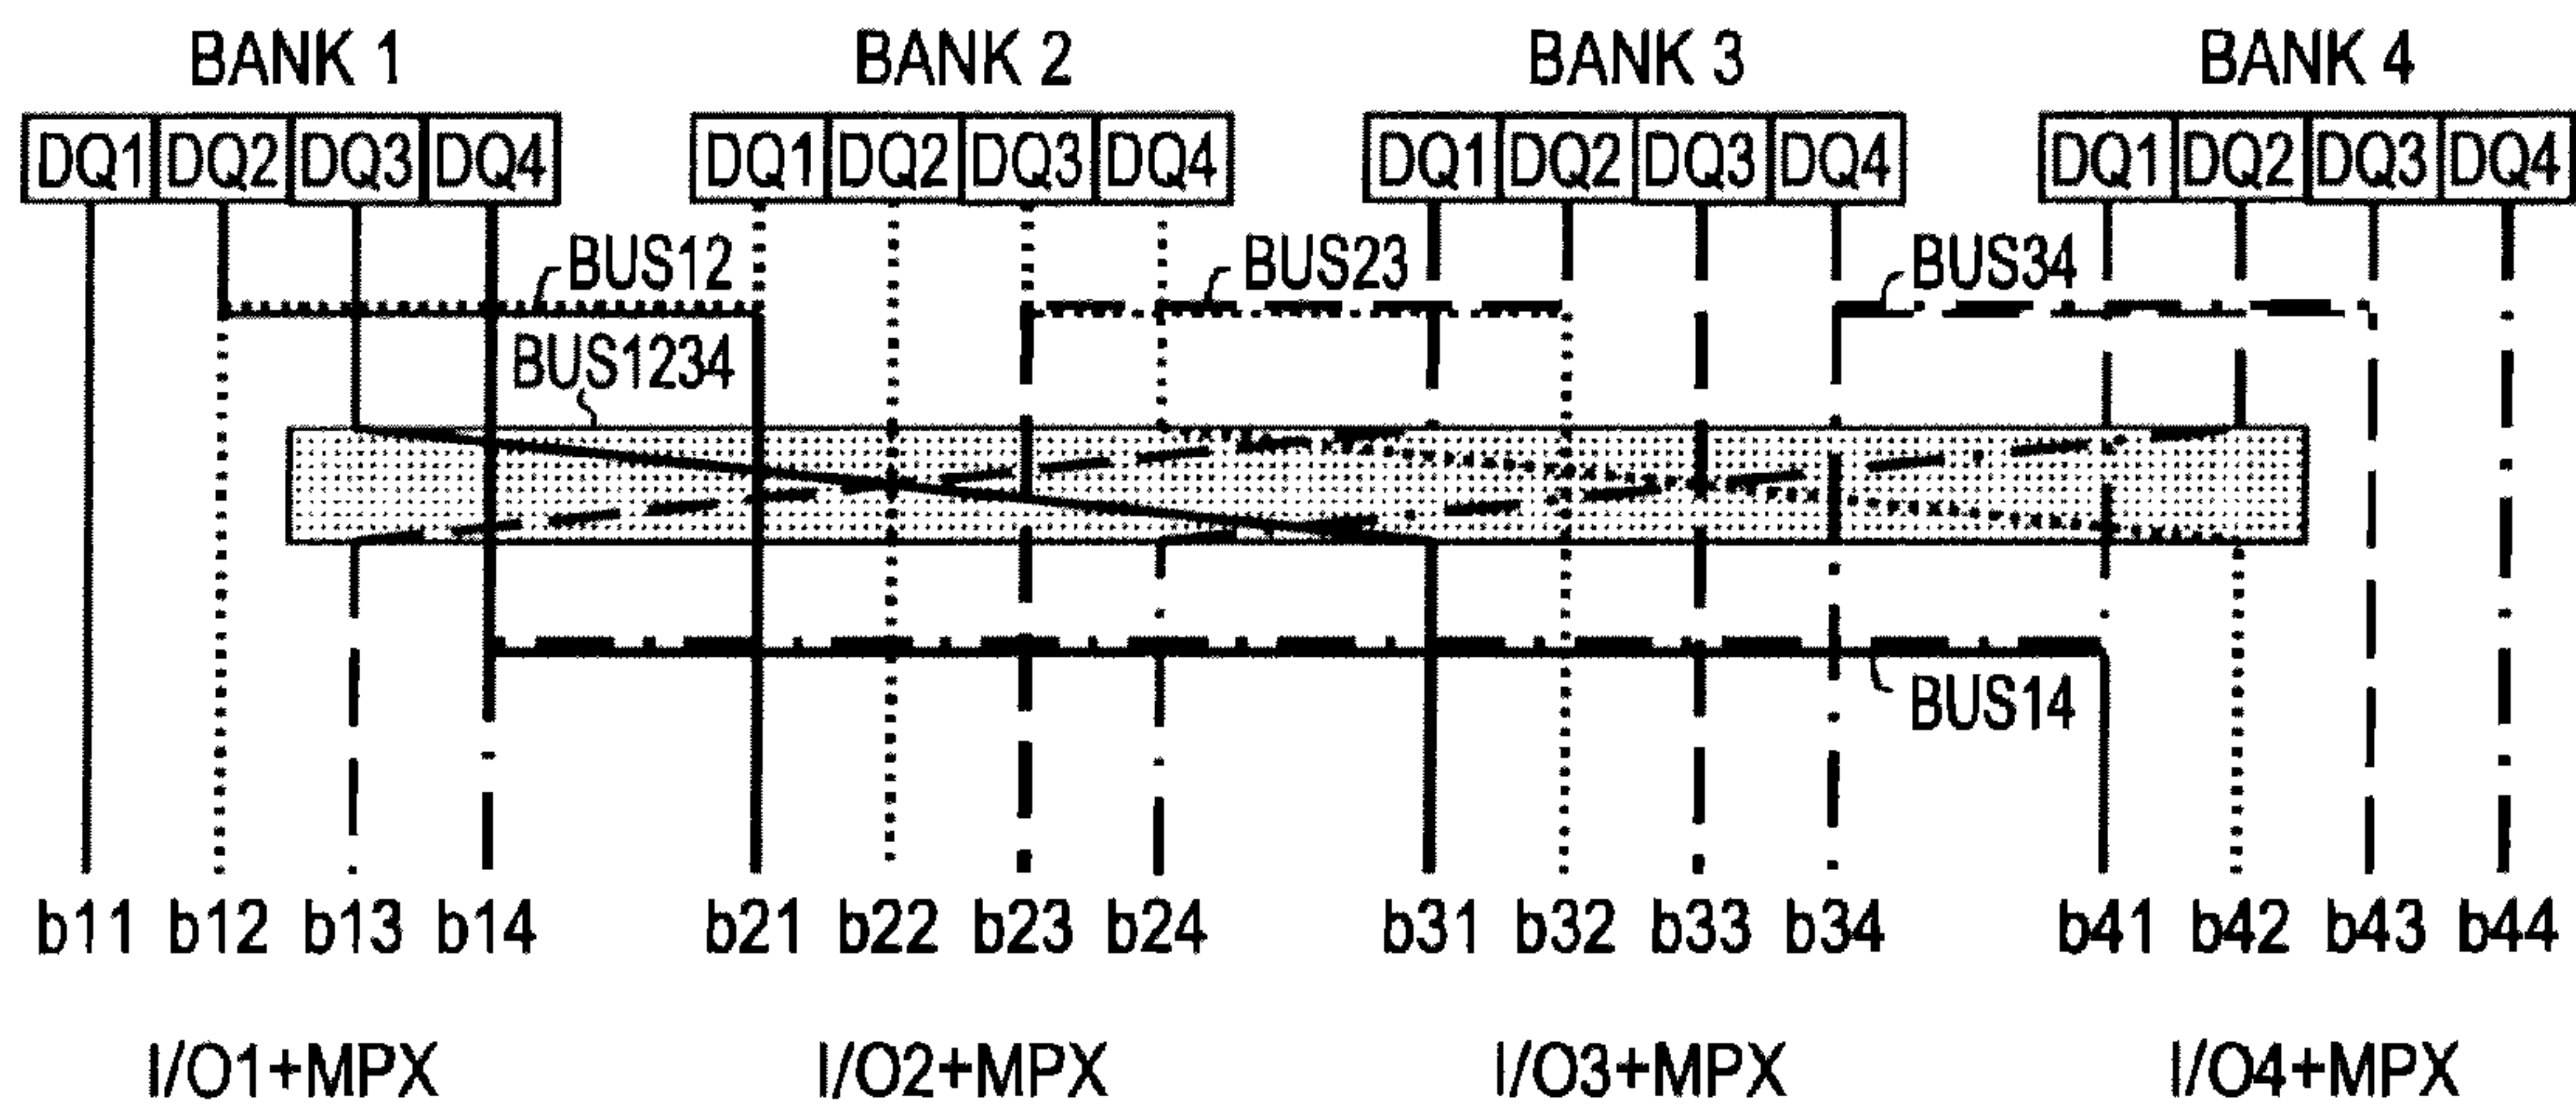 BANK 1 BANK 2 BANK 3 BANK 4
DQ1 DQ2 DQ3 DQ4 DQ1 DQ2 DQ3 DQ4 DQ1 DQ2 DQ3 DQ4 DQ1 DQ2 DQ3 DQ4
BUS12 BUS23 BUS34
BUS1234
BUS14
b11 b12 b13 b14 b21 b22 b23 b24 b31 b32 b33 b34 b41 b42 b43 b44
I/O1+MPX I/O2+MPX I/O3+MPX I/O4+MPX